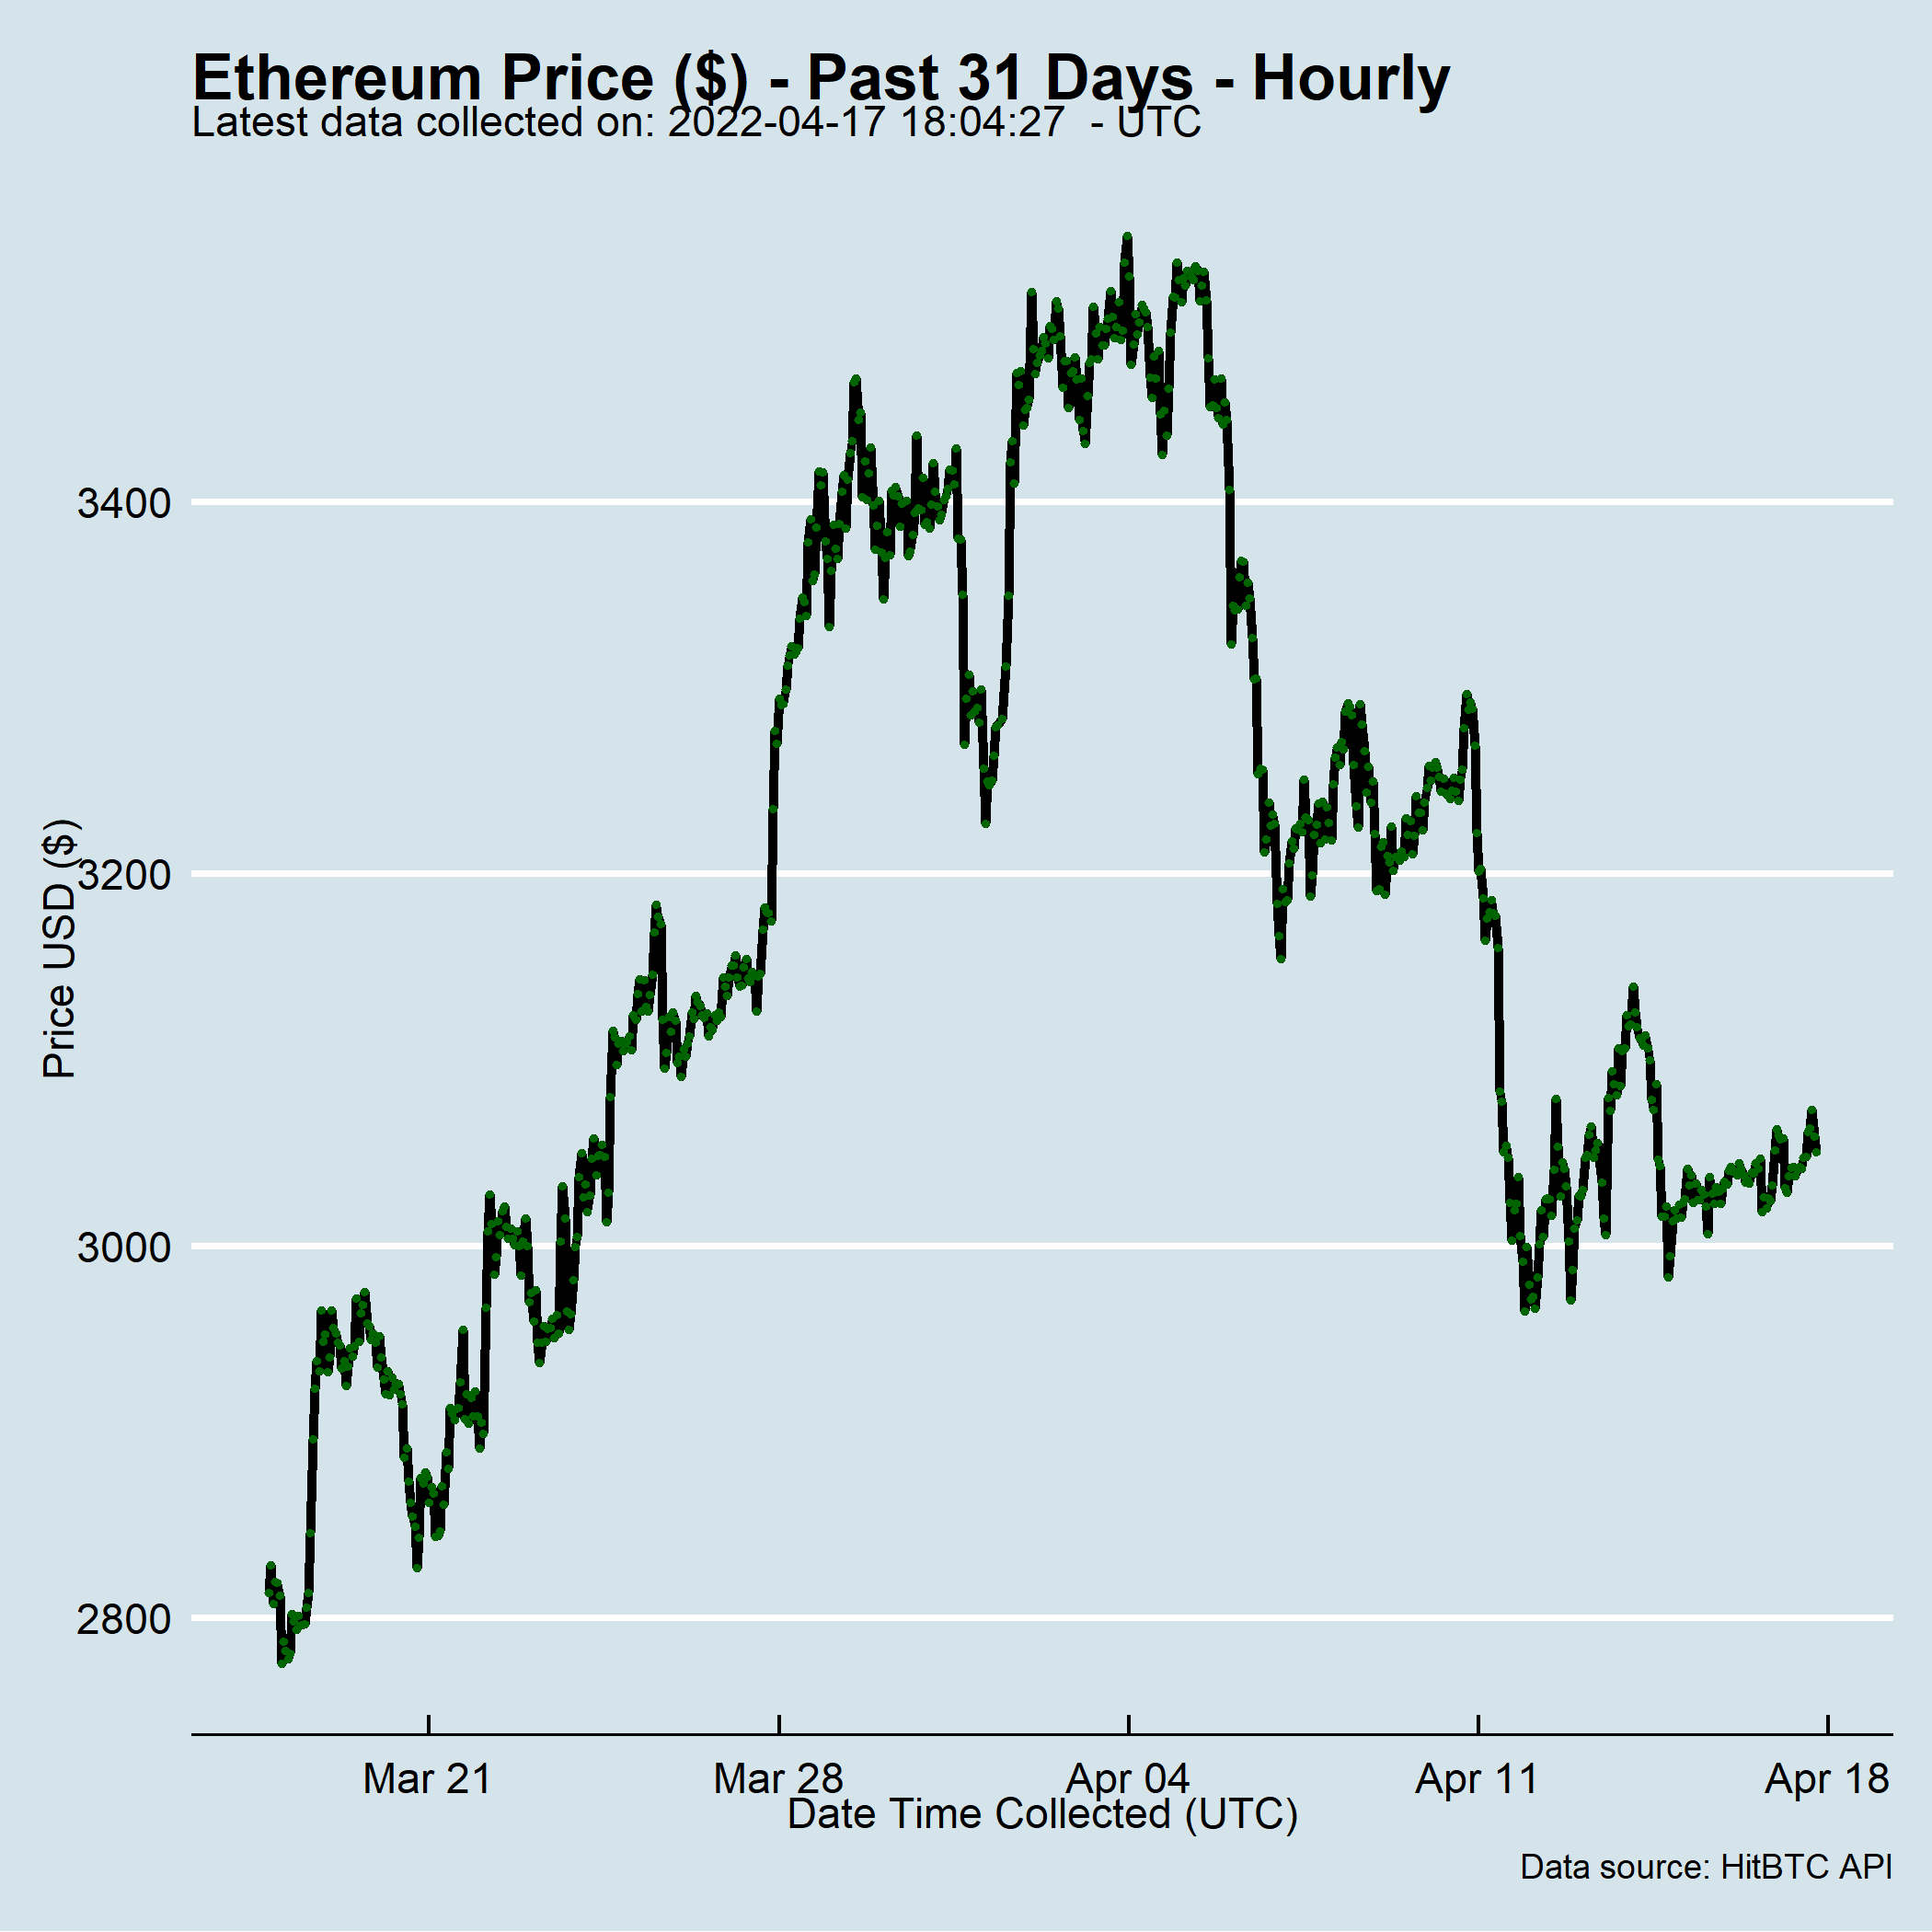 Ethereum Price ($) - Past 31 Days - Hourly
Latest data collected on: 2022-04-17 18:04:27  - UTC
Price USD ($)
3400
3200
3000
2800
Mar 21 Mar 28 Apr 04 Apr 11 Apr 18
Date Time Collected (UTC)
Data source: HitBTC API